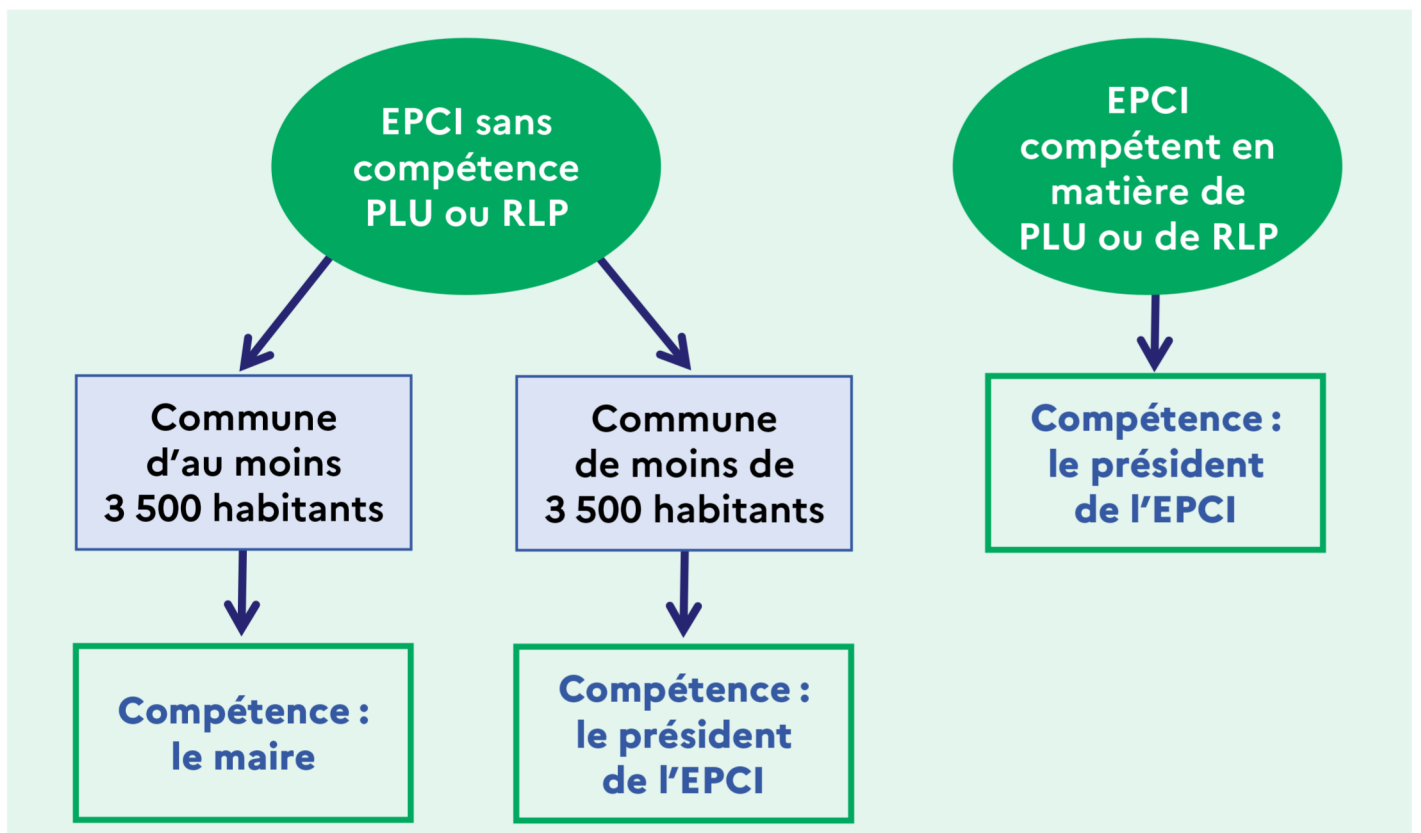 EPCI sans
compétence
PLU ou RLP
EPCI
compétent en
matière de
PLU ou de RLP
Commune
d’au moins
3 500 habitants
Commune
de moins de
3 500 habitants
Compétence :
le président
de l’EPCI
Compétence :
le maire
Compétence :
le président
de l’EPCI